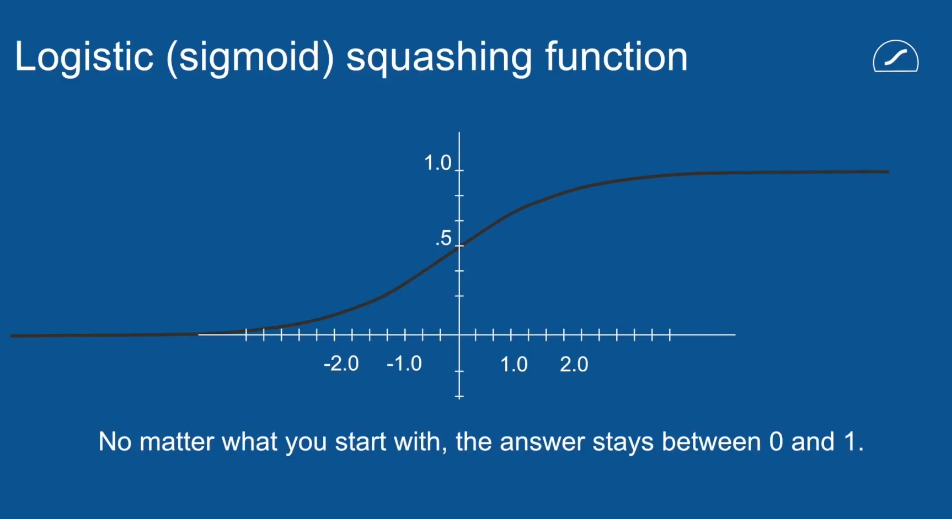 Logistic (sigmoid) squashing function
1.0
.5
-2.0 -1.0 1.0 2.0
No matter what you start with, the answer stays between 0 and 1.